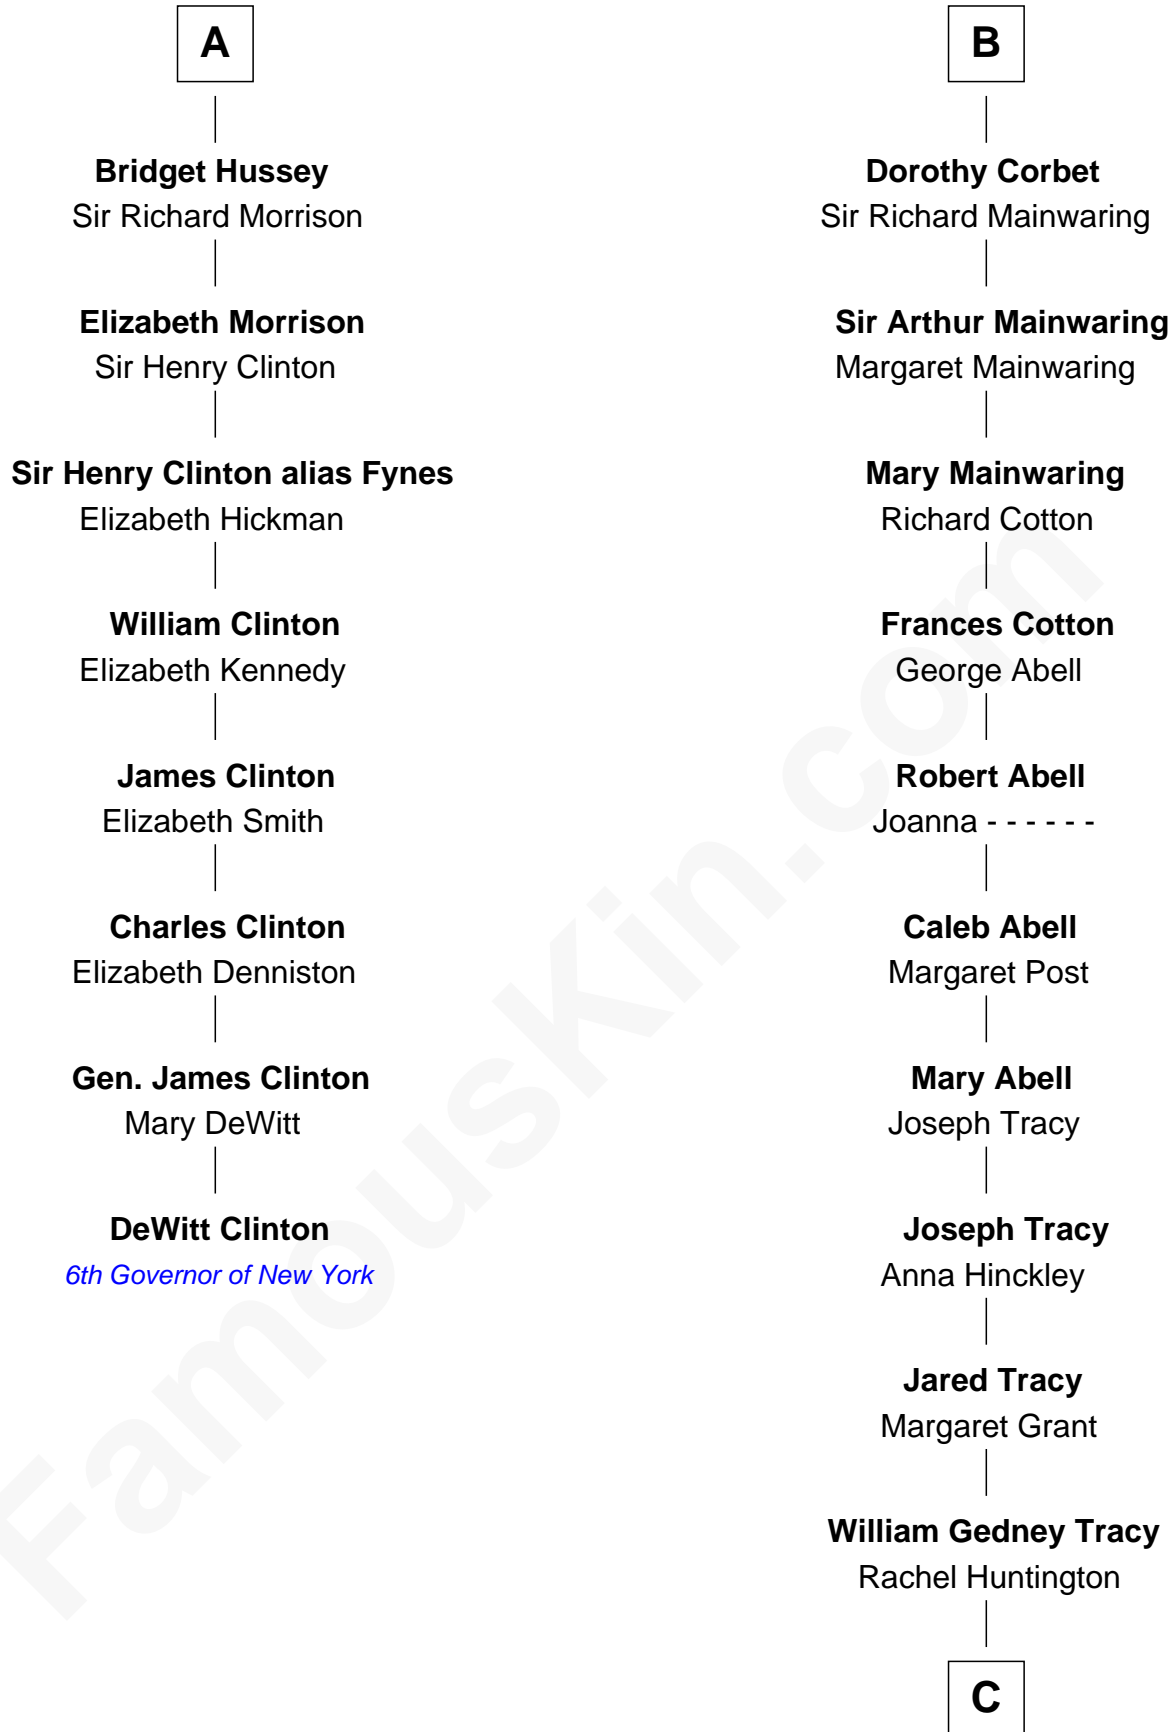 A
Bridget Hussey
Sir Richard Morrison
Elizabeth Morrison
Sir Henry Clinton
Sir Henry Clinton alias Fynes
Elizabeth Hickman
William Clinton
Elizabeth Kennedy
James Clinton
Elizabeth Smith
Charles Clinton
Elizabeth Denniston
Gen. James Clinton
Mary DeWitt
DeWitt Clinton
6th Governor of New York
B
Dorothy Corbet
Sir Richard Mainwaring
Sir Arthur Mainwaring
Margaret Mainwaring
Mary Mainwaring
Richard Cotton
Frances Cotton
George Abell
Robert Abell
Joanna - - - - - -
Caleb Abell
Margaret Post
Mary Abell
Joseph Tracy
Joseph Tracy
Anna Hinckley
Jared Tracy
Margaret Grant
William Gedney Tracy
Rachel Huntington
C
FamousKin.com